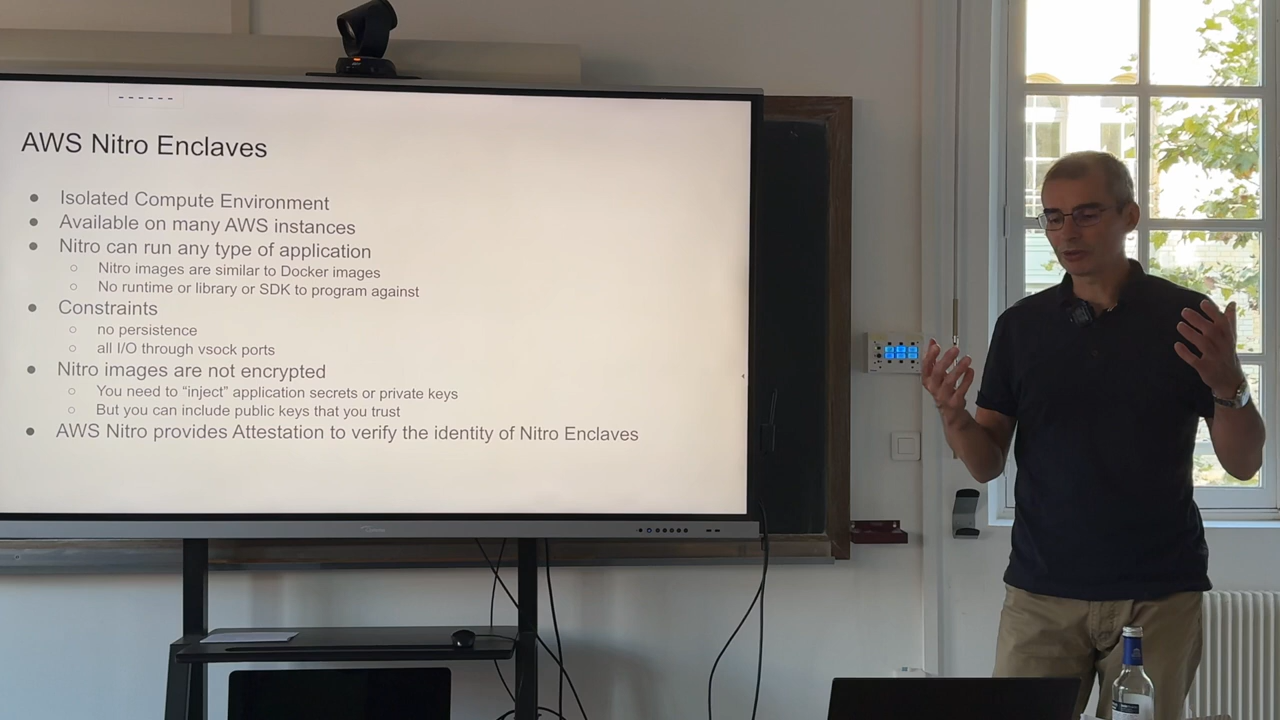 AWS Nitro Enclaves
Isolated Compute Environment
Available on many AWS instances
Nitro can run any type of application
Nitro images are similar to Docker images
No runtime or library or SDK to program against
Constraints
no persistence
all I/O through vsock ports
Nitro images are not encrypted
You need to “inject” application secrets or private keys
But you can include public keys that you trust
AWS Nitro provides Attestation to verify the identity of Nitro Enclaves